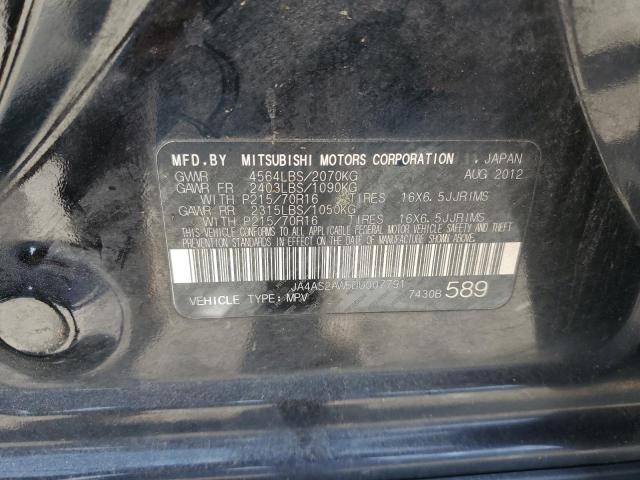 MFD.BY MITSUBISHI MOTORS CORPORATION JAPAN
GVWR 4564LBS/2070KG AUG 2012
GAWR FR 2403LBS/1090KG
WITH P215/70R16 TIRES 16X6.5JJRIMS
GAWR RR 2315LBS/1050KG
WITH P215/70R16 TIRES 16X6.5JJRIMS
THIS VEHICLE CONFORMS TO ALL APPLICABLE FEDERAL MOTOR VEHICLE SAFETY AND THEFT
PREVENTION STANDARDS IN EFFECT ON THE DATE OF MANUFACTURE SHOWN ABOVE.
JA4AS2AW5DU007791
VEHICLE TYPE: MPV 7430B 589